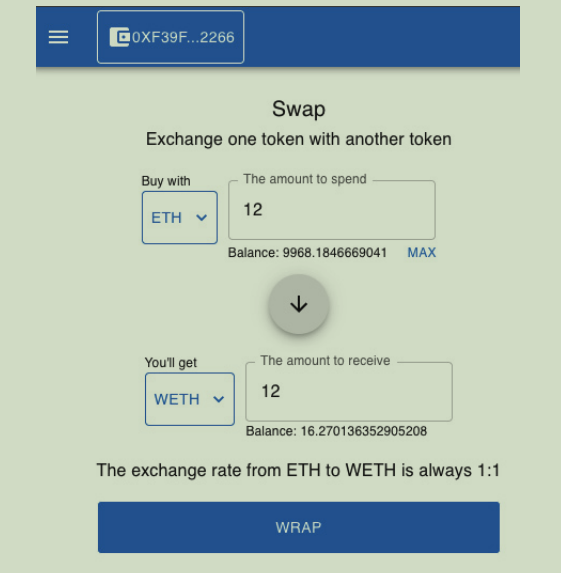 0XF39F...2266
Swap
Exchange one token with another token
Buy with
The amount to spend
ETH
12
Balance: 9968.1846669041 MAX
You'll get
The amount to receive
WETH
12
Balance: 16.270136352905208
The exchange rate from ETH to WETH is always 1:1
WRAP